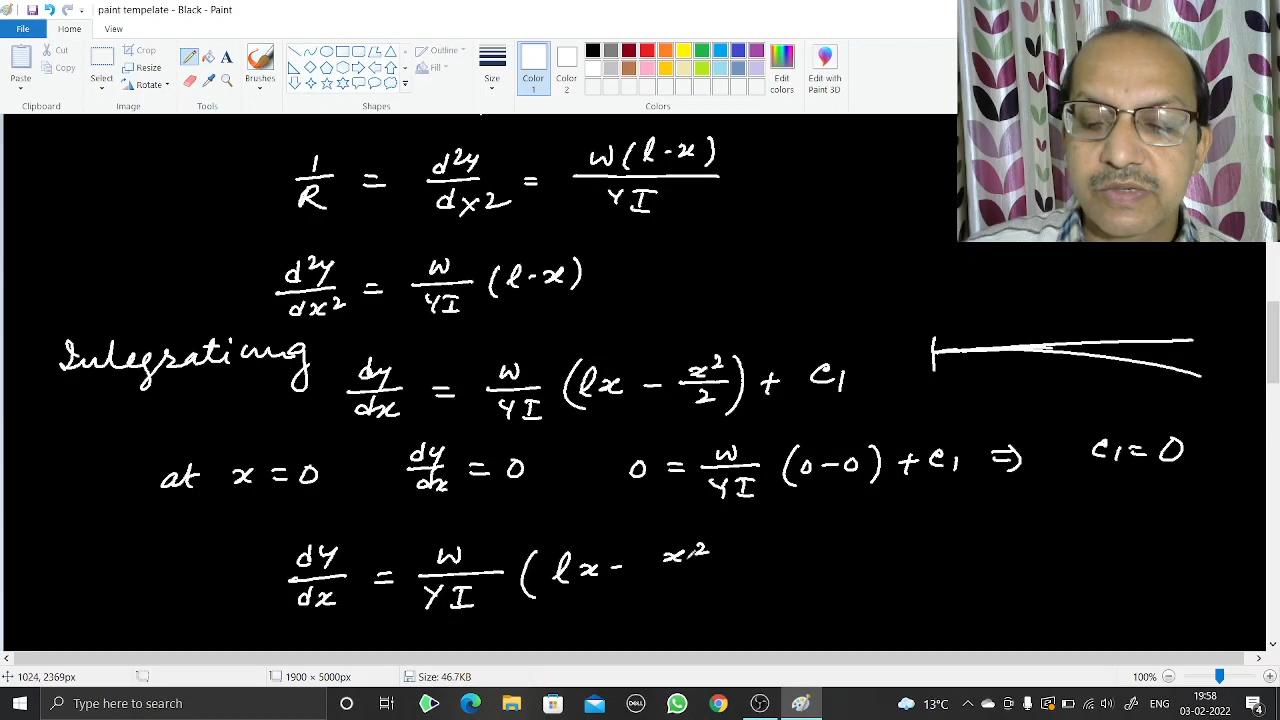 paint tempelate - Black - Paint
File Home View
Paste Cut Copy Select Crop Resize Rotate Brushes Outline Fill Size Color 1 Color 2 Edit colors Edit with Paint 3D
Clipboard Image Tools Shapes Colors
1/R = d²y/dx2 = W(l-x)/YI
d²y/dx² = W/YI (l-x)
Integrationg dy/dx = W/YI (lx - x²/2) + C1
at x=0 dy/dx = 0 0 = W/YI (0-0) + C1 ⇒ C1 = 0
dy/dx = W/YI (lx - x²
1024, 2369px 1900 × 5000px Size: 46.7KB 100%
Type here to search DELL 13°C ENG 19:58
03-02-2022